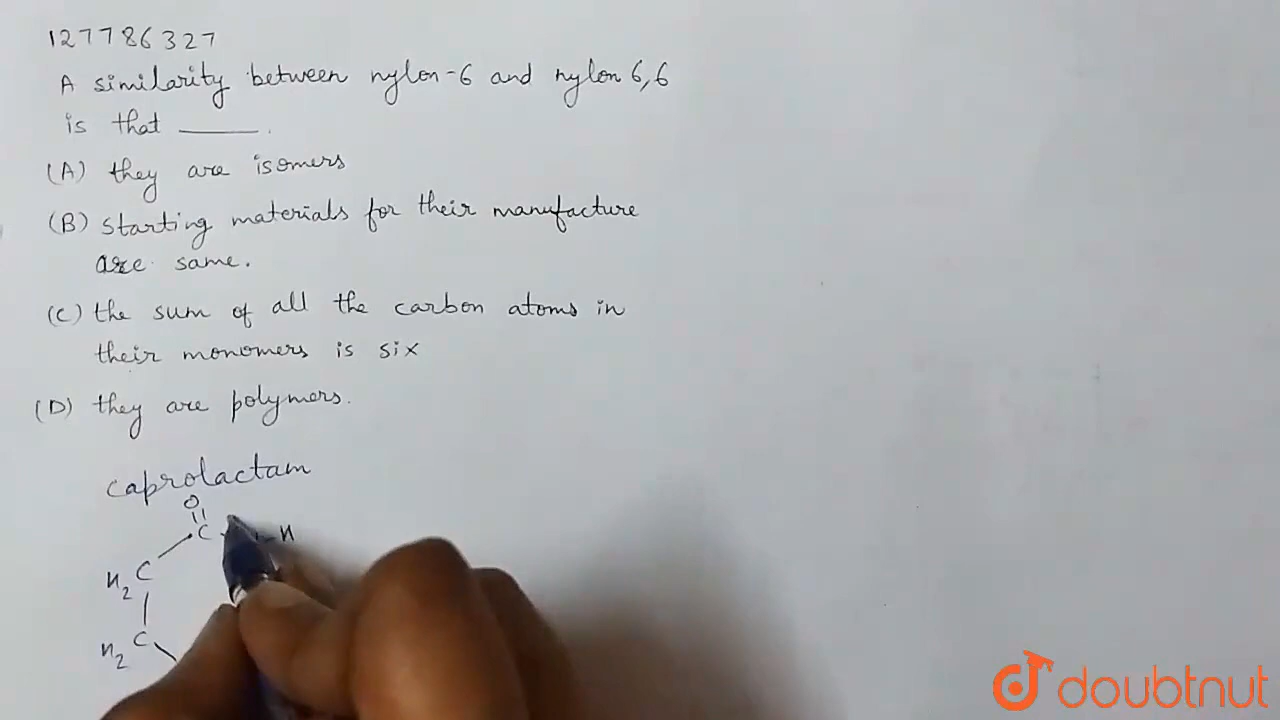 127786327
A similarity between nylon-6 and nylon 6,6
is that _____.
(A) they are isomers
(B) starting materials for their manufacture
are same.
(C) the sum of all the carbon atoms in
their monomers is six
(D) they are polymers.
caprolactam
O
C
H
H₂C
H₂C
doubtnut